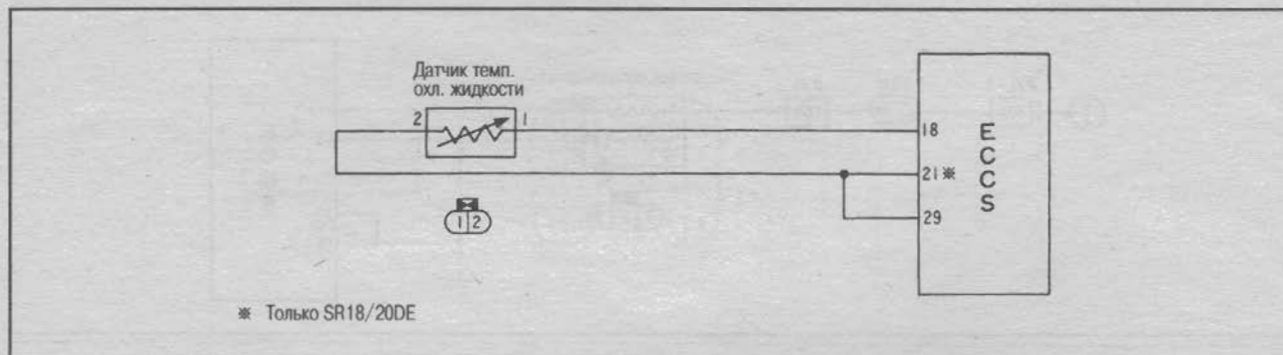 Датчик темп.
охл. жидкости
2
1
18
21※
29
E
C
C
S
1 2
※ Только SR18/20DE